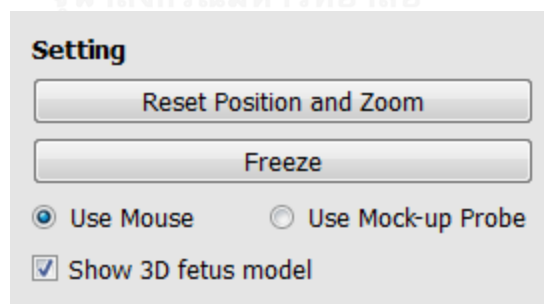 Setting
Reset Position and Zoom
Freeze
Use Mouse Use Mock-up Probe
Show 3D fetus model